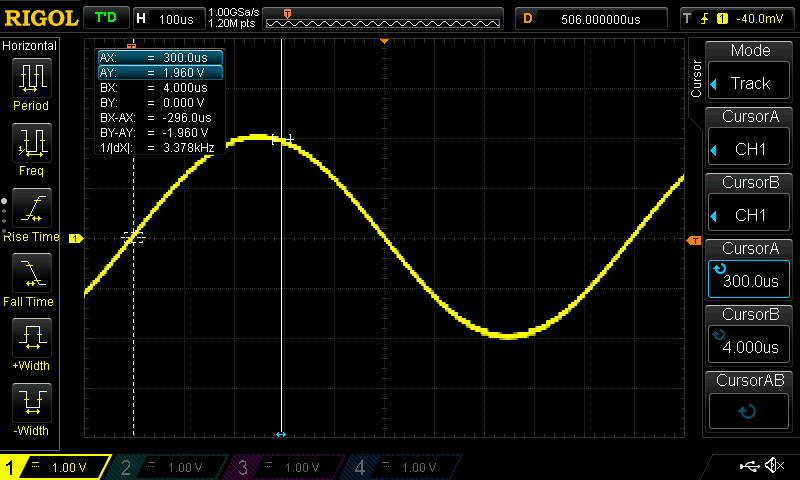 RIGOL T'D H 100us 1.00GSa/s 1.20M pts D 506.000000us T 1 -40.0mV
Horizontal
Period
Freq
Rise Time
Fall Time
+Width
-Width
AX: = 300.0us
AY: = 1.960 V
BX: = 4.000us
BY: = 0.000 V
BX-AX: = -296.0us
BY-AY: = -1.960 V
1/|dX|: = 3.378kHz
T
1
T
Cursor
Mode
Track
CursorA
CH1
CursorB
CH1
CursorA
300.0us
CursorB
4.000us
CursorAB
1 = 1.00 V 2 = 1.00 V 3 = 1.00 V 4 = 1.00 V